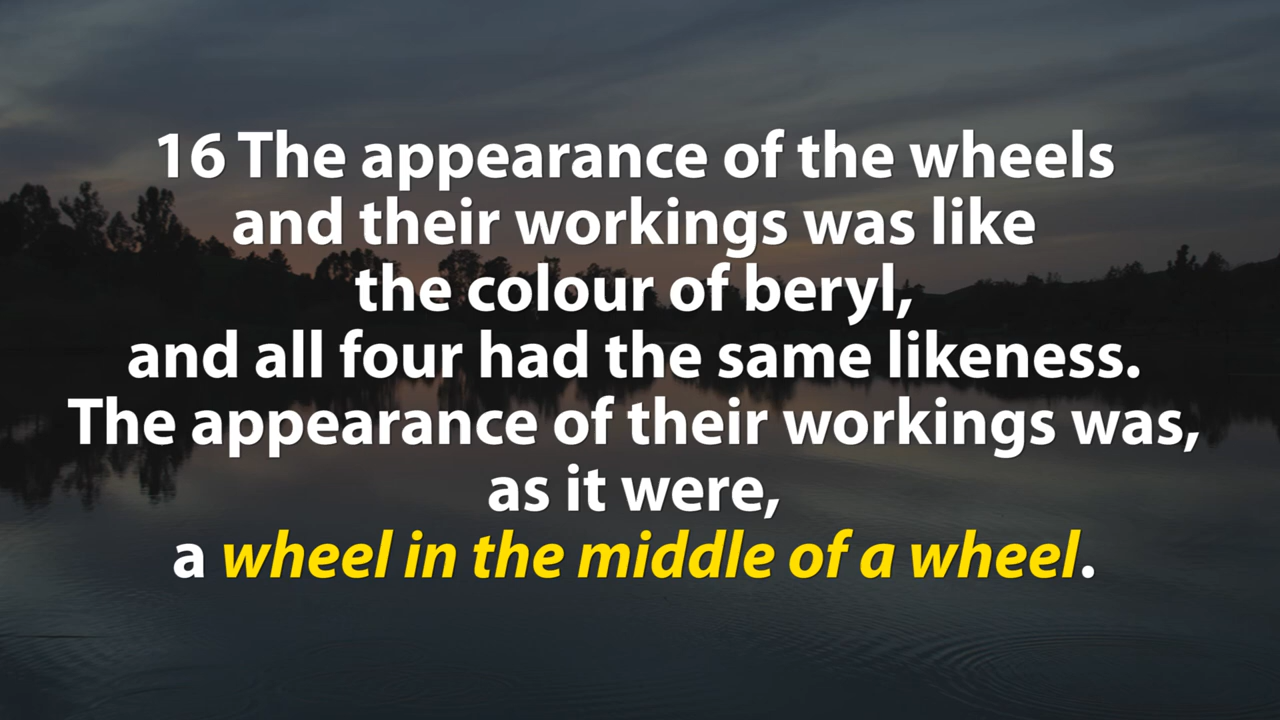 16 The appearance of the wheels
and their workings was like
the colour of beryl,
and all four had the same likeness.
The appearance of their workings was,
as it were,
a wheel in the middle of a wheel.